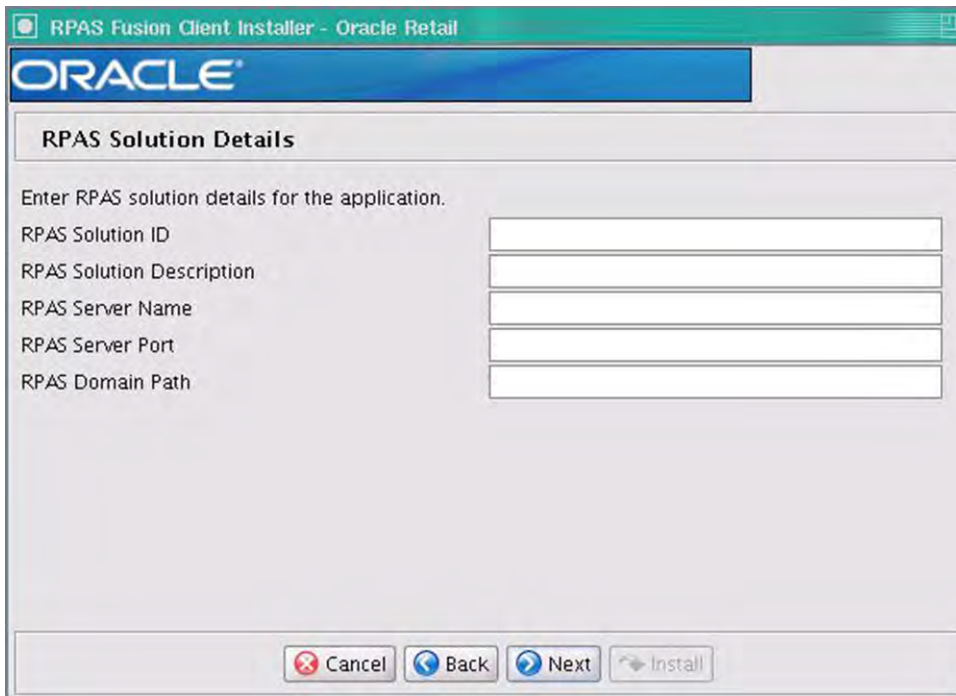 RPAS Fusion Client Installer - Oracle Retail
ORACLE®
RPAS Solution Details
Enter RPAS solution details for the application.
RPAS Solution ID
RPAS Solution Description
RPAS Server Name
RPAS Server Port
RPAS Domain Path
Cancel Back Next Install